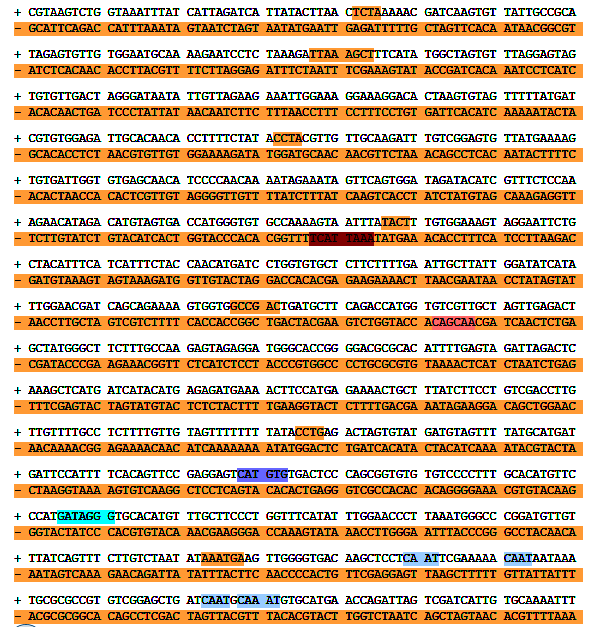 + CGTAAGTCTG GTAAATTTAT CATTAGATCA TTATACTTAAC TCTAAAAAC GATCAAGTGT TATTGCCGCA
– GCATTCAGAC CATTTAAATA GTAATCTAGT AATATGAATT GAGATTTTTG CTAGTTCACA ATAACGGCGT
+ TAGAGTGTTG TGGAATGCAA AAGAATCCTC TAAAGATTAA AGCTTTCATA TGGCTAGTGT TTAGGAGTAG
– ATCTCACAAC ACCTTACGTT TTCTTAGGAG ATTTCTAATT TCGAAAGTAT ACCGATCACA AATCCTCATC
+ TGTGTTGACT AGGGATAATA TTGTTAGAAG AAATTGGAAA GGAAAGGACA CTAAGTGTAG TTTTTATGAT
– ACACAACTGA TCCCTATTAT AACAATCTTC TTTAACCTTT CCTTTCCTGT GATTCACATC AAAAATACTA
+ CGTGTGGAGA TTGCACAACA CCTTTTCTAT ACCTACGTTG TTGCAAGATT TGTCGGAGTG TTATGAAAAG
– GCACACCTCT AACGTGTTGT GGAAAAGATA TGGATGCAAC AACGTTCTAA ACAGCCTCAC AATACTTTTC
+ TGTGATTGGT GTGAGCAACA TCCCCAACAA AATAGAAATA GTTCAGTGGA TAGATACATC GTTTCTCCAA
– ACACTAACCA CACTCGTTGT AGGGGTTGTT TTATCTTTAT CAAGTCACCT ATCTATGTAG CAAAGAGGTT
+ AGAACATAGA CATGTAGTGA CCATGGGTGT GCCAAAAGTA ATTTATACTT TGTGGAAAGT AGGAATTCTG
– TCTTGTATCT GTACATCACT GGTACCCACA CGGTTTTCAT TAAATATGAA ACACCTTTCA TCCTTAAGAC
+ CTACATTTCA TCATTTCTAC CAACATGATC CTGGTGTGCT CTTCTTTTGA ATTGCTTATT GGATATCATA
– GATGTAAAGT AGTAAAGATG GTTGTACTAG GACCACACGA GAAGAAAACT TAACGAATAA CCTATAGTAT
+ TTGGAACGAT CAGCAGAAAA GTGGTGGCCG ACTGATGCTT CAGACCATGG TGTCGTTGCT AGTTGAGACT
– AACCTTGCTA GTCGTCTTTT CACCACCGGC TGACTACGAA GTCTGGTACC ACAGCAACGA TCAACTCTGA
+ GCTATGGGCT TCTTTGCCAA GAGTAGAGGA TGGGCACCGG GGACGCGCAC ATTTTGAGTA GATTAGACTC
– CGATACCCGA AGAAACGGTT CTCATCTCCT ACCCGTGGCC CCTGCGCGTG TAAAACTCAT CTAATCTGAG
+ AAAGCTCATG ATCATACATG AGAGATGAAA ACTTCCATGA GAAAACTGCT TTATCTTCCT GTCGACCTTG
– TTTCGAGTAC TAGTATGTAC TCTCTACTTT TGAAGGTACT CTTTTGACGA AATAGAAGGA CAGCTGGAAC
+ TTGTTTTGCC TCTTTTGTTG TAGTTTTTTT TATACCTGAG AGACTAGTGTAT GATGTAGTTT TATGCATGAT
– AACAAAACGG AGAAAACAAC ATCAAAAAAA ATATGGACTC TGATCACATA CTACATCAAA ATACGTACTA
+ GATTCCATTT TCACAGTTCC GAGGAGTCAT GTGTGACTCC CAGCGGTGTG TGTCCCCTTT GCACATGTTC
– CTAAGGTAAA AGTGTCAAGG CTCCTCAGTA CACACTGAGG GTCGCCACAC ACAGGGGAAA CGTGTACAAG
+ CCATGATAGG GTGCACATGT TTGCTTCCCT GGTTTCATAT TTGGAACCCT TAAATGGGCC CGGATGTTGT
– GGTACTATCC CACGTGTACA AACGAAGGGA CCAAAGTATA AACCTTGGGA ATTTACCCGG GCCTACAACA
+ TTATCAGTTT CTTGTCTAAT ATAAATGAAG TTGGGGTGAC AAGCTCCTCA ATTCGAAAAA CAATAATAAA
– AATAGTCAAA GAACAGATTA TATTTACTTC AACCCCACTG TTCGAGGAGT TAAGCTTTTT GTTATTATTT
+ TGCGCGCCGT GTCGGAGCTG ATCAATGCAA ATGTGCATGA ACCAGATTAG TCGATCATTG TGCAAAATTT
– ACGCGCGGCA CAGCCTCGAC TAGTTACGTT TACACGTACT TGGTCTAATC AGCTAGTAAC ACGTTTTAAA